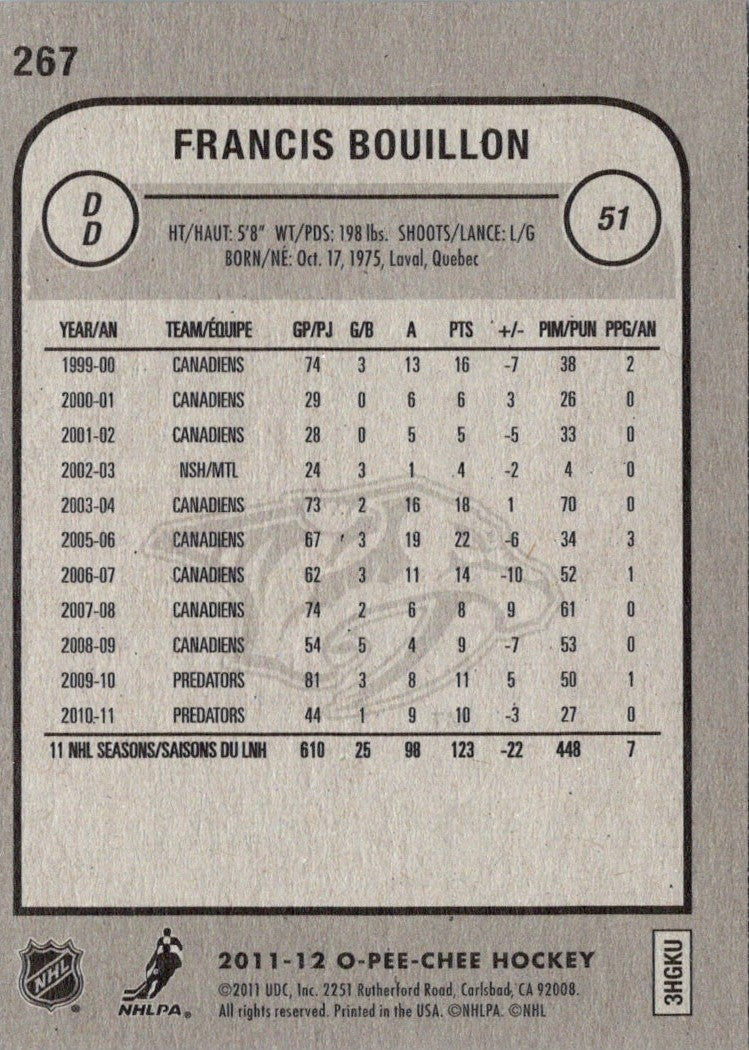 267
FRANCIS BOUILLON
D
D
HT/HAUT: 5'8" WT/PDS: 198 lbs. SHOOTS/LANCE: L/G
BORN/NÉ: Oct. 17, 1975, Laval, Quebec
51
YEAR/AN TEAM/ÉQUIPE GP/PJ G/B A PTS +/- PIM/PUN PPG/AN
1999-00 CANADIENS 74 3 13 16 -7 38 2
2000-01 CANADIENS 29 0 6 6 3 26 0
2001-02 CANADIENS 28 0 5 5 -5 33 0
2002-03 NSH/MTL 24 3 1 4 -2 4 0
2003-04 CANADIENS 73 2 16 18 1 70 0
2005-06 CANADIENS 67 3 19 22 -6 34 3
2006-07 CANADIENS 62 3 11 14 -10 52 1
2007-08 CANADIENS 74 2 6 8 9 61 0
2008-09 CANADIENS 54 5 4 9 -7 53 0
2009-10 PREDATORS 81 3 8 11 5 50 1
2010-11 PREDATORS 44 1 9 10 -3 27 0
11 NHL SEASONS/SAISONS DU LNH 610 25 98 123 -22 448 7
NHL
NHLPA
2011-12 O-PEE-CHEE HOCKEY
©2011 UDC, Inc. 2251 Rutherford Road, Carlsbad, CA 92008.
All rights reserved. Printed in the USA. ©NHLPA. ©NHL
3HGKU